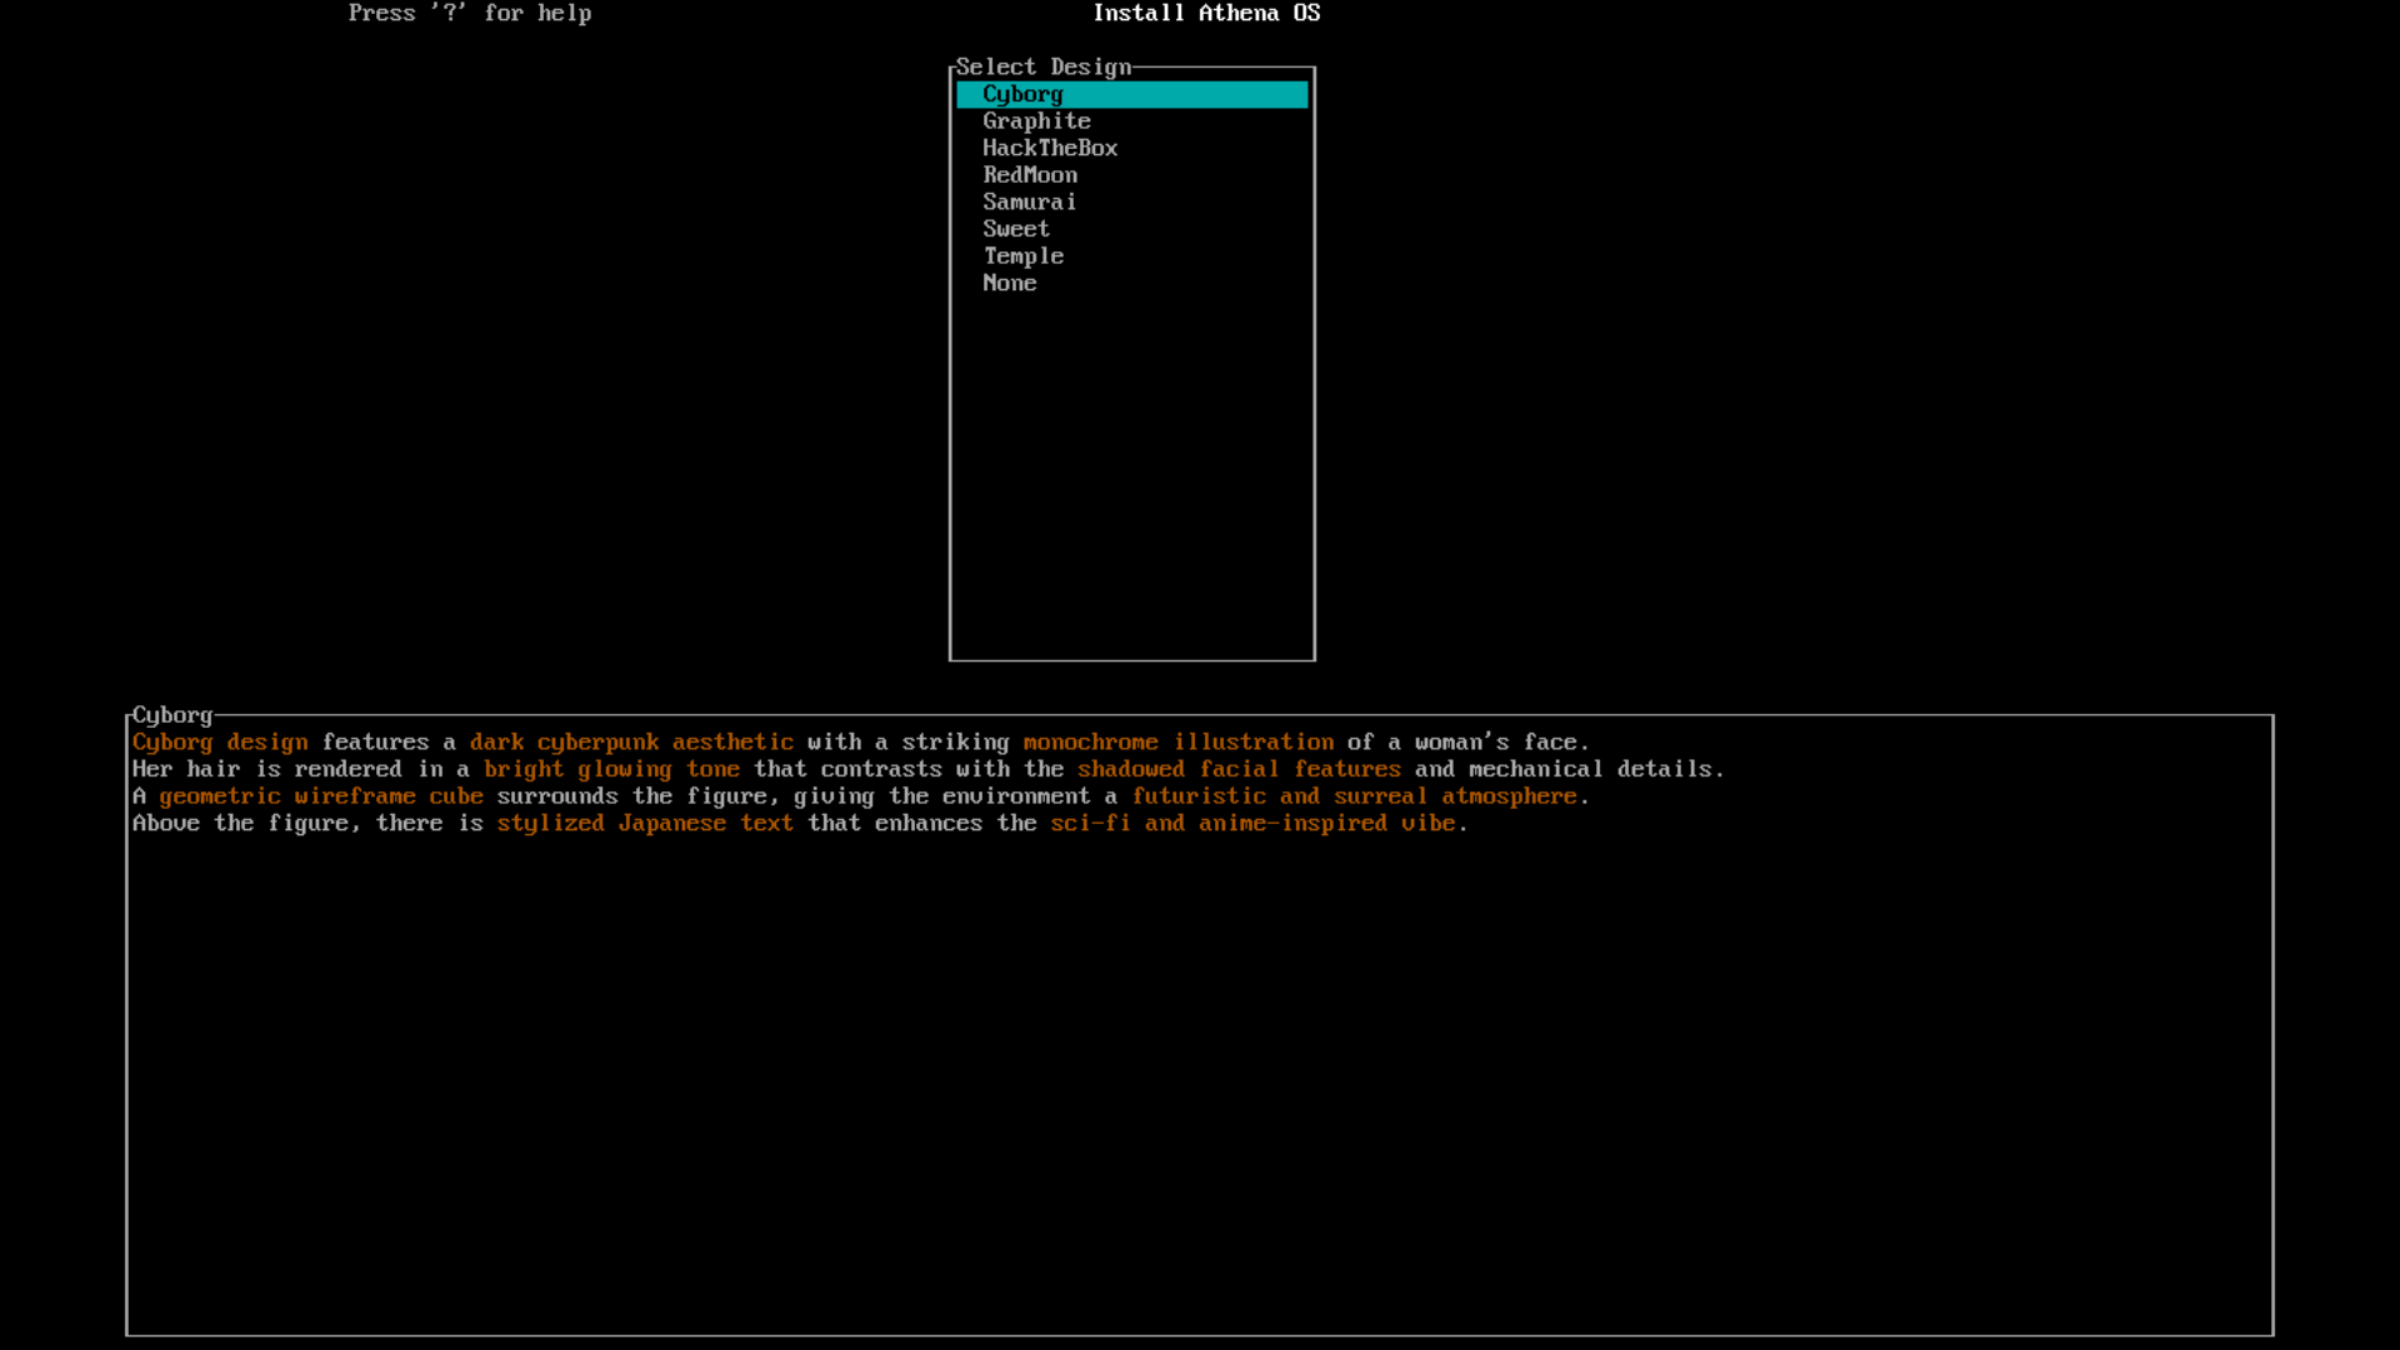 Press '?' for help
Install Athena OS
Select Design
Cyborg
Graphite
HackTheBox
RedMoon
Samurai
Sweet
Temple
None
Cyborg
Cyborg design features a dark cyberpunk aesthetic with a striking monochrome illustration of a woman's face.
Her hair is rendered in a bright glowing tone that contrasts with the shadowed facial features and mechanical details.
A geometric wireframe cube surrounds the figure, giving the environment a futuristic and surreal atmosphere.
Above the figure, there is stylized Japanese text that enhances the sci-fi and anime-inspired vibe.